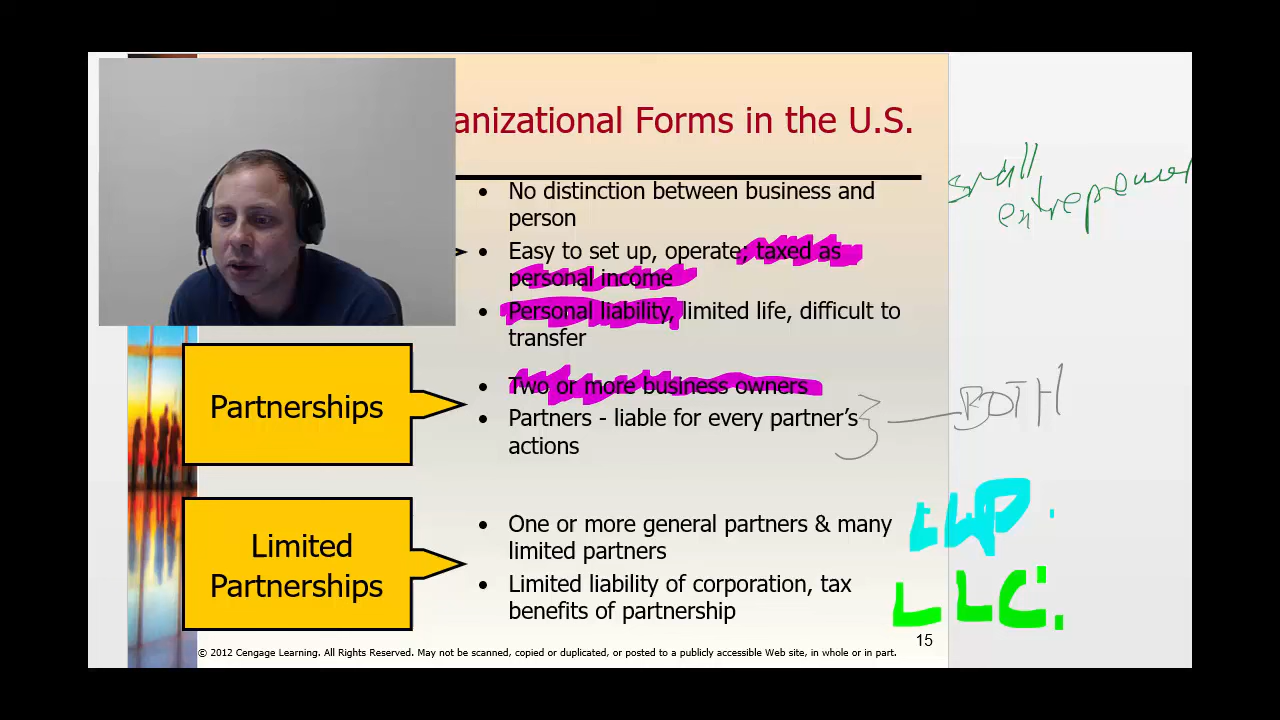 anizational Forms in the U.S.
• No distinction between business and
person
• Easy to set up, operate; taxed as
personal income
• Personal liability, limited life, difficult to
transfer
small
entrepreneur
Partnerships
• Two or more business owners
• Partners - liable for every partner’s
actions
BOTH
Limited
Partnerships
• One or more general partners & many
limited partners
• Limited liability of corporation, tax
benefits of partnership
LLP.
LLC.
15
© 2012 Cengage Learning. All Rights Reserved. May not be scanned, copied or duplicated, or posted to a publicly accessible Web site, in whole or in part.